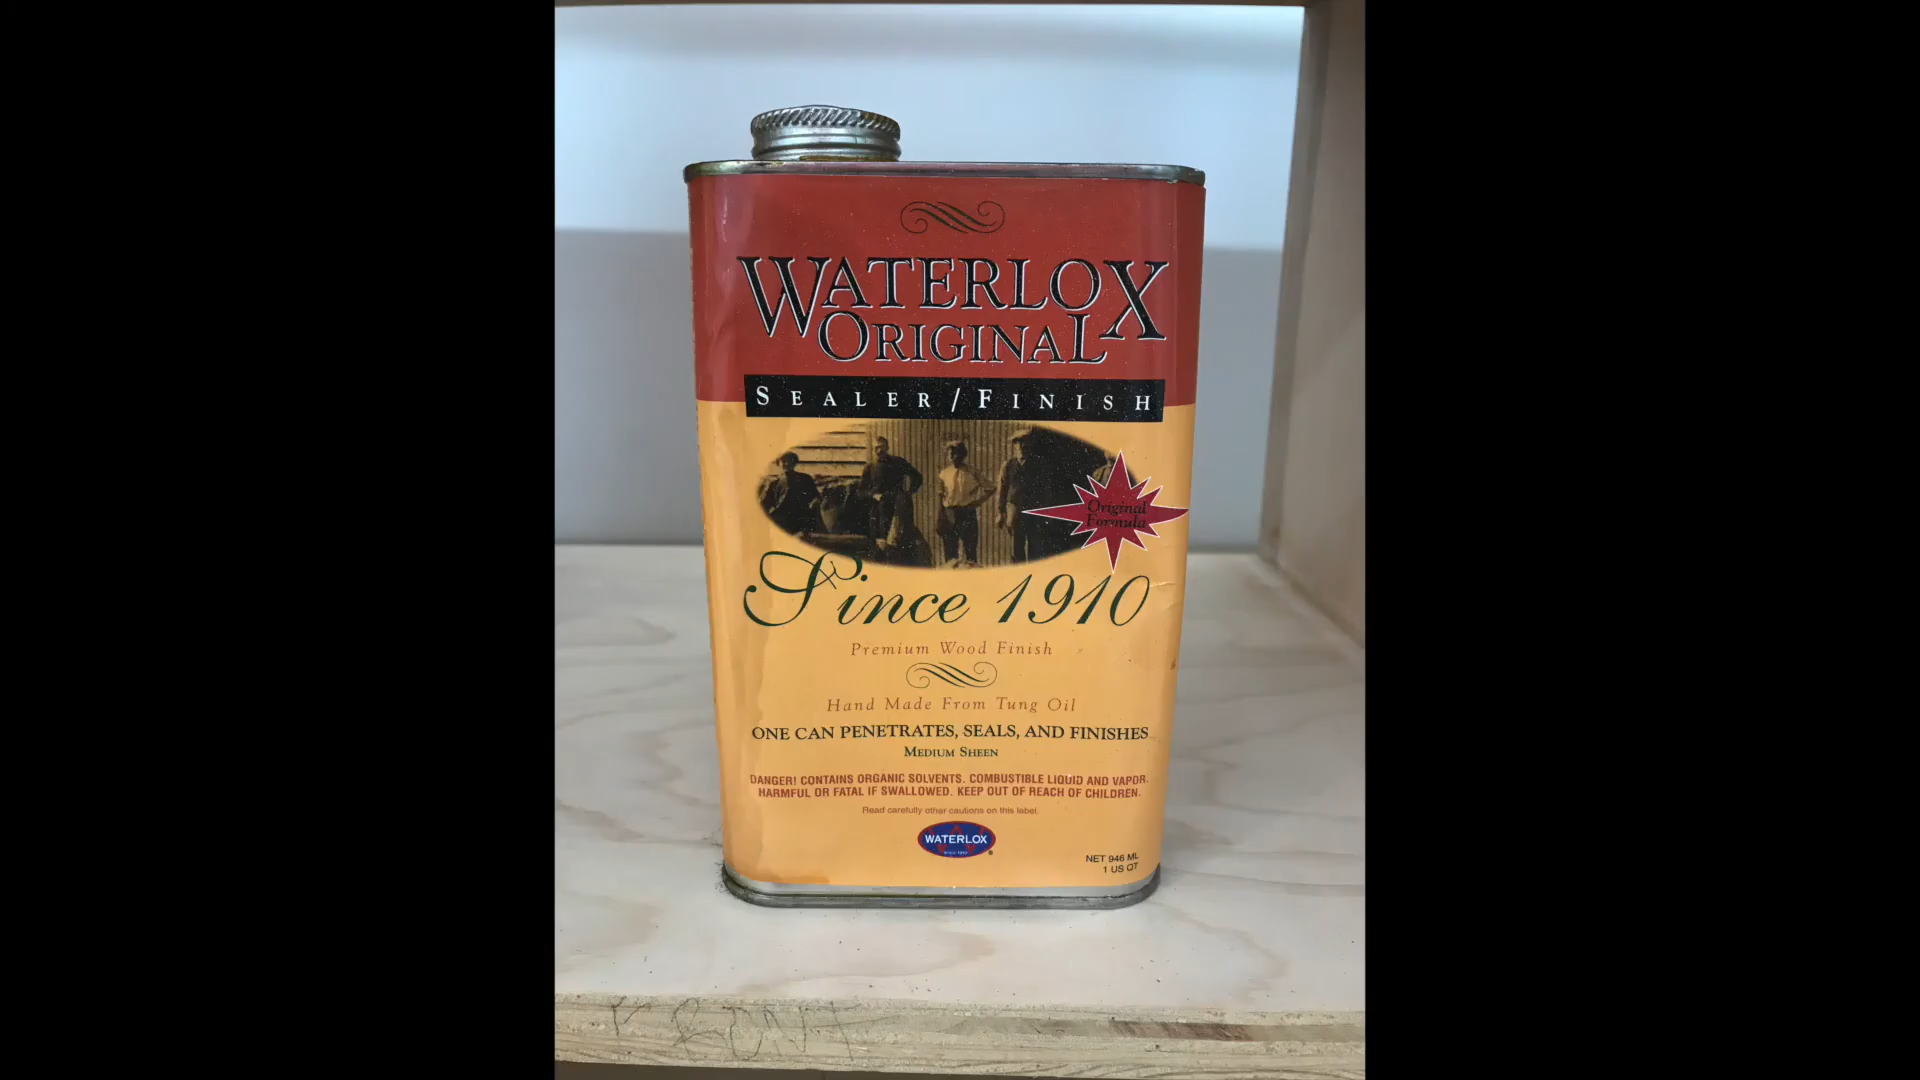 WATERLOX
ORIGINAL
SEALER/FINISH
Original
Formula
Since 1910
Premium Wood Finish
Hand Made From Tung Oil
ONE CAN PENETRATES, SEALS, AND FINISHES
MEDIUM SHEEN
DANGER! CONTAINS ORGANIC SOLVENTS. COMBUSTIBLE LIQUID AND VAPOR.
HARMFUL OR FATAL IF SWALLOWED. KEEP OUT OF REACH OF CHILDREN.
Read carefully other cautions on this label.
WATERLOX
SINCE 1910
NET 946 ML
1 US QT